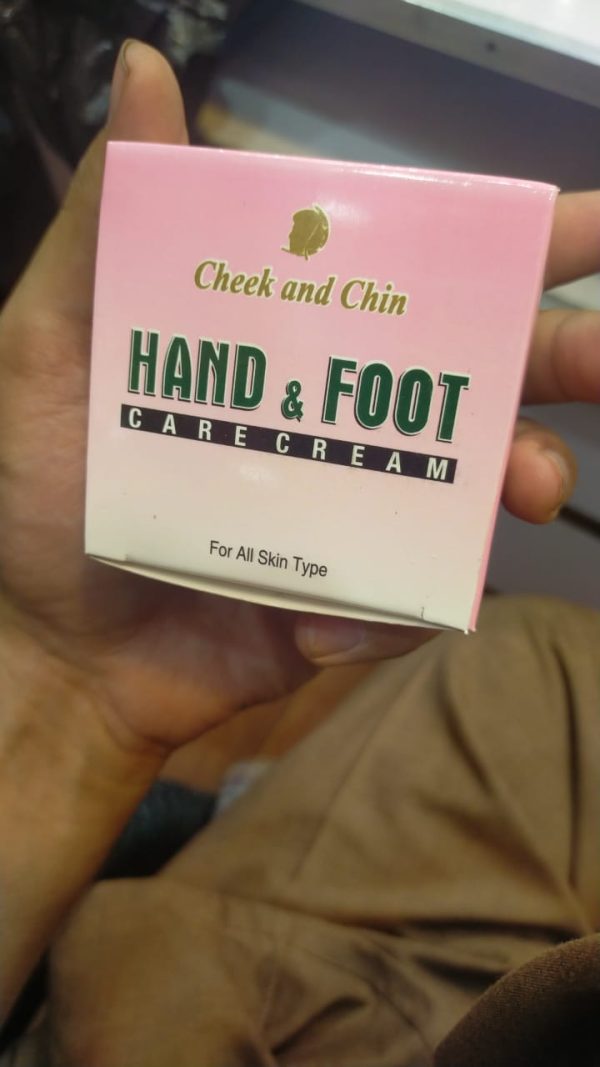 Cheek and Chin
HAND & FOOT
CARE CREAM
For All Skin Type